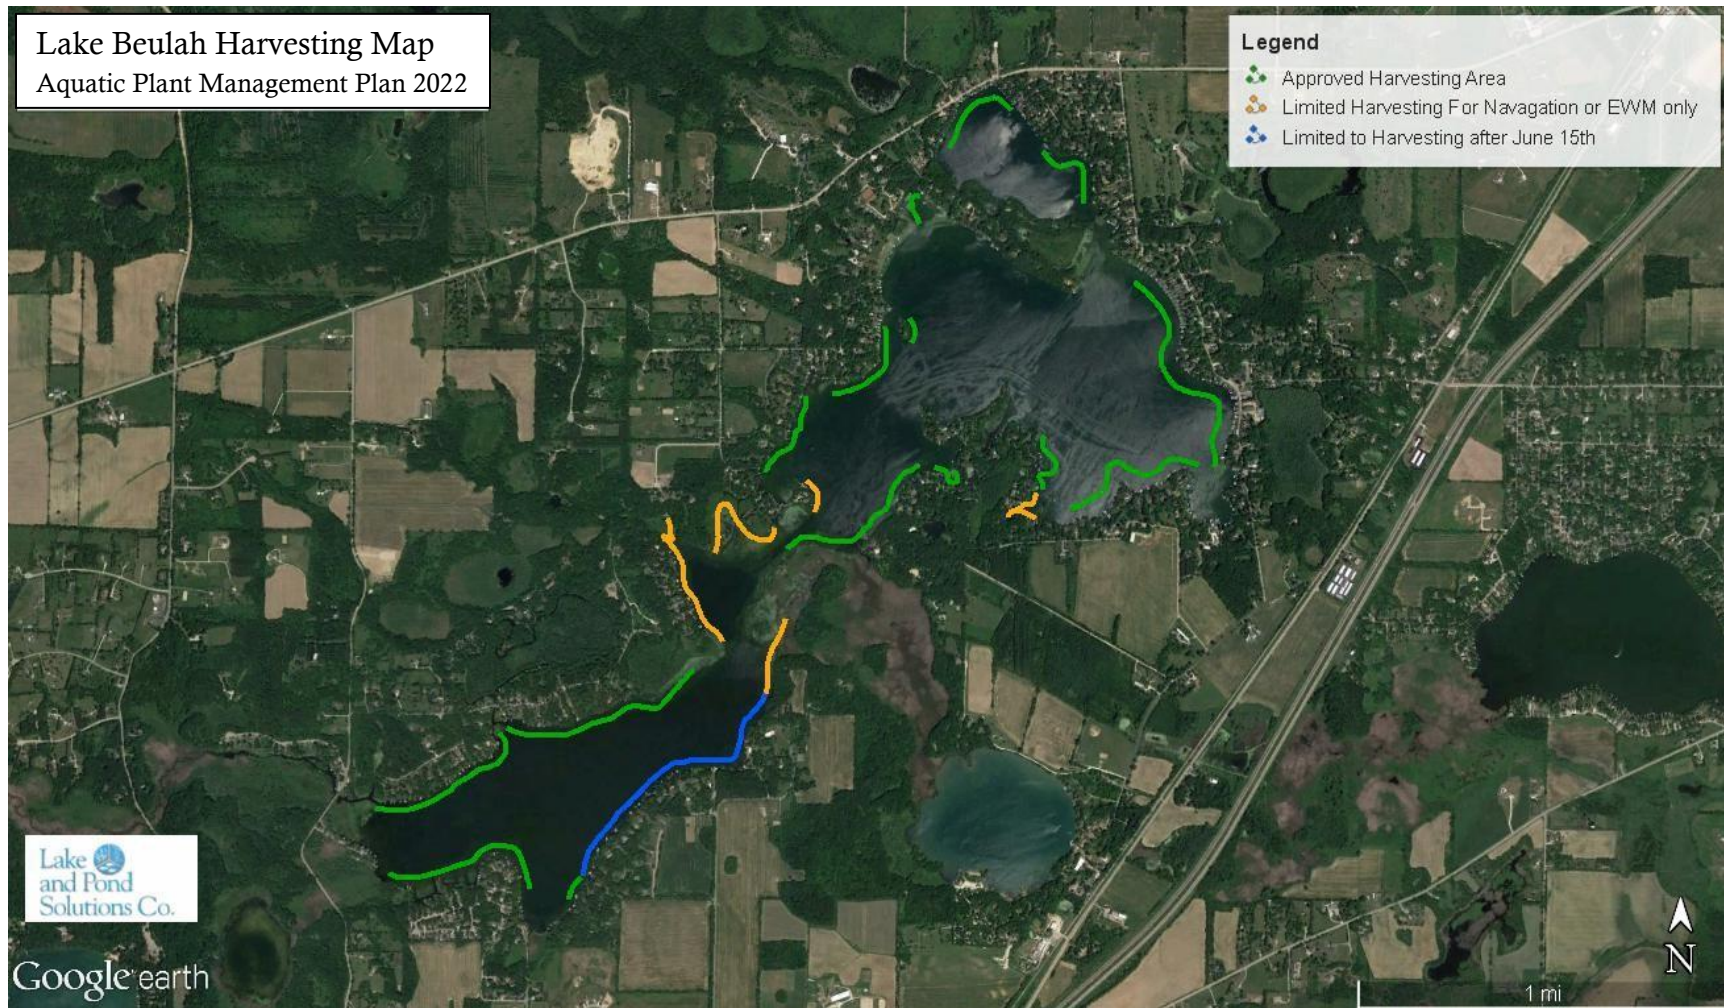 Lake Beulah Harvesting Map
Aquatic Plant Management Plan 2022
Legend
Approved Harvesting Area
Limited Harvesting For Navagation or EWM only
Limited to Harvesting after June 15th
Lake
and Pond
Solutions Co.
Google earth
N
1 mi